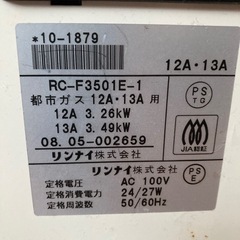 *10-1879
12A・13A
RC-F3501E-1
都市ガス 12A・13A 用
12A 3.26kW
13A 3.49kW
08.05-002659
リンナイ株式会社
PS
TG
JIA認証
リンナイ株式会社
PS
E
定格電圧 AC 100V
定格消費電力 24/27W
定格周波数 50/60Hz